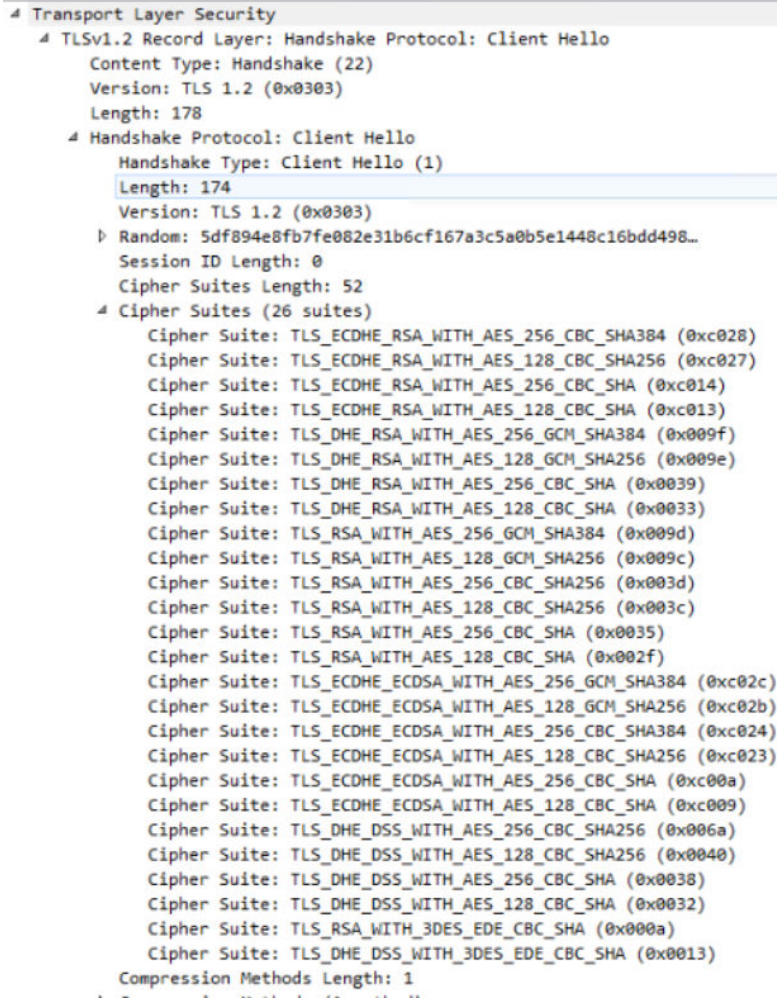 Transport Layer Security
TLSv1.2 Record Layer: Handshake Protocol: Client Hello
Content Type: Handshake (22)
Version: TLS 1.2 (0x0303)
Length: 178
Handshake Protocol: Client Hello
Handshake Type: Client Hello (1)
Length: 174
Version: TLS 1.2 (0x0303)
Random: 5df894e8fb7fe082e31b6cf167a3c5a0b5e1448c16bdd498…
Session ID Length: 0
Cipher Suites Length: 52
Cipher Suites (26 suites)
Cipher Suite: TLS_ECDHE_RSA_WITH_AES_256_CBC_SHA384 (0xc028)
Cipher Suite: TLS_ECDHE_RSA_WITH_AES_128_CBC_SHA256 (0xc027)
Cipher Suite: TLS_ECDHE_RSA_WITH_AES_256_CBC_SHA (0xc014)
Cipher Suite: TLS_ECDHE_RSA_WITH_AES_128_CBC_SHA (0xc013)
Cipher Suite: TLS_DHE_RSA_WITH_AES_256_GCM_SHA384 (0x009f)
Cipher Suite: TLS_DHE_RSA_WITH_AES_128_GCM_SHA256 (0x009e)
Cipher Suite: TLS_DHE_RSA_WITH_AES_256_CBC_SHA (0x0039)
Cipher Suite: TLS_DHE_RSA_WITH_AES_128_CBC_SHA (0x0033)
Cipher Suite: TLS_RSA_WITH_AES_256_GCM_SHA384 (0x009d)
Cipher Suite: TLS_RSA_WITH_AES_128_GCM_SHA256 (0x009c)
Cipher Suite: TLS_RSA_WITH_AES_256_CBC_SHA256 (0x003d)
Cipher Suite: TLS_RSA_WITH_AES_128_CBC_SHA256 (0x003c)
Cipher Suite: TLS_RSA_WITH_AES_256_CBC_SHA (0x0035)
Cipher Suite: TLS_RSA_WITH_AES_128_CBC_SHA (0x002f)
Cipher Suite: TLS_ECDHE_ECDSA_WITH_AES_256_GCM_SHA384 (0xc02c)
Cipher Suite: TLS_ECDHE_ECDSA_WITH_AES_128_GCM_SHA256 (0xc02b)
Cipher Suite: TLS_ECDHE_ECDSA_WITH_AES_256_CBC_SHA384 (0xc024)
Cipher Suite: TLS_ECDHE_ECDSA_WITH_AES_128_CBC_SHA256 (0xc023)
Cipher Suite: TLS_ECDHE_ECDSA_WITH_AES_256_CBC_SHA (0xc00a)
Cipher Suite: TLS_ECDHE_ECDSA_WITH_AES_128_CBC_SHA (0xc009)
Cipher Suite: TLS_DHE_DSS_WITH_AES_256_CBC_SHA256 (0x006a)
Cipher Suite: TLS_DHE_DSS_WITH_AES_128_CBC_SHA256 (0x0040)
Cipher Suite: TLS_DHE_DSS_WITH_AES_256_CBC_SHA (0x0038)
Cipher Suite: TLS_DHE_DSS_WITH_AES_128_CBC_SHA (0x0032)
Cipher Suite: TLS_RSA_WITH_3DES_EDE_CBC_SHA (0x000a)
Cipher Suite: TLS_DHE_DSS_WITH_3DES_EDE_CBC_SHA (0x0013)
Compression Methods Length: 1